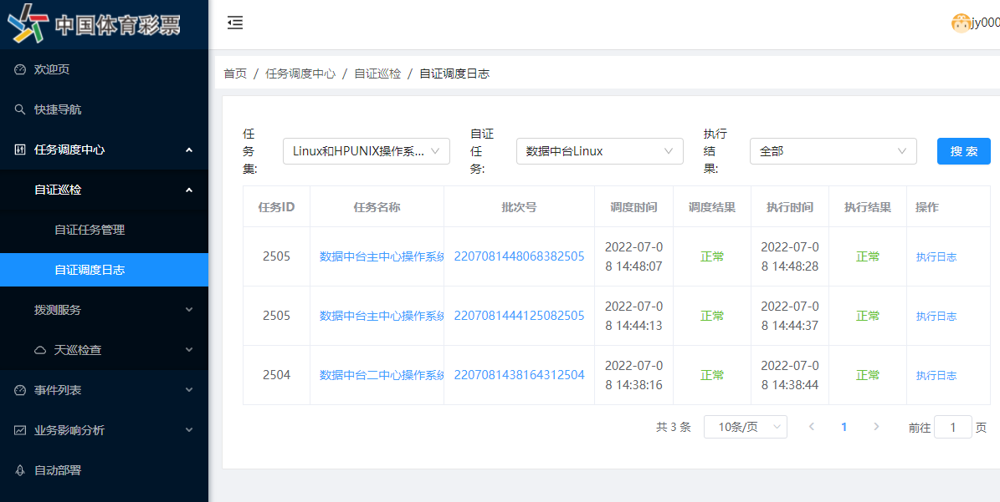 中国体育彩票
jy000
欢迎页
快捷导航
任务调度中心
自证巡检
自证任务管理
自证调度日志
拨测服务
天巡检查
事件列表
业务影响分析
自动部署
首页 / 任务调度中心 / 自证巡检 / 自证调度日志
任务集: Linux和HPUNIX操作系... 自证任务: 数据中台Linux 执行结果: 全部 搜 索
任务ID 任务名称 批次号 调度时间 调度结果 执行时间 执行结果 操作
2505 数据中台主中心操作系统 2207081448068382505 2022-07-08 14:48:07 正常 2022-07-08 14:48:28 正常 执行日志
2505 数据中台主中心操作系统 2207081444125082505 2022-07-08 14:44:13 正常 2022-07-08 14:44:37 正常 执行日志
2504 数据中台二中心操作系统 2207081438164312504 2022-07-08 14:38:16 正常 2022-07-08 14:38:44 正常 执行日志
共 3 条 10条/页 1 前往 1 页